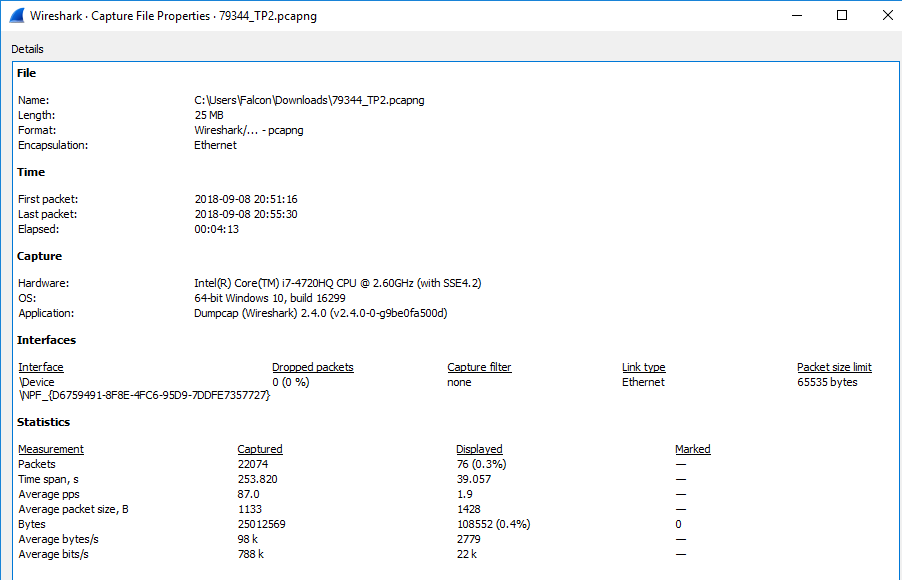 Wireshark · Capture File Properties · 79344_TP2.pcapng
Details
File
Name: C:\Users\Falcon\Downloads\79344_TP2.pcapng
Length: 25 MB
Format: Wireshark/... - pcapng
Encapsulation: Ethernet
Time
First packet: 2018-09-08 20:51:16
Last packet: 2018-09-08 20:55:30
Elapsed: 00:04:13
Capture
Hardware: Intel(R) Core(TM) i7-4720HQ CPU @ 2.60GHz (with SSE4.2)
OS: 64-bit Windows 10, build 16299
Application: Dumpcap (Wireshark) 2.4.0 (v2.4.0-0-g9be0fa500d)
Interfaces
Interface Dropped packets Capture filter Link type Packet size limit
\Device 0 (0 %) none Ethernet 65535 bytes
\NPF_{D6759491-8F8E-4FC6-95D9-7DDFE7357727}
Statistics
Measurement Captured Displayed Marked
Packets 22074 76 (0.3%) —
Time span, s 253.820 39.057 —
Average pps 87.0 1.9 —
Average packet size, B 1133 1428 —
Bytes 25012569 108552 (0.4%) 0
Average bytes/s 98 k 2779 —
Average bits/s 788 k 22 k —